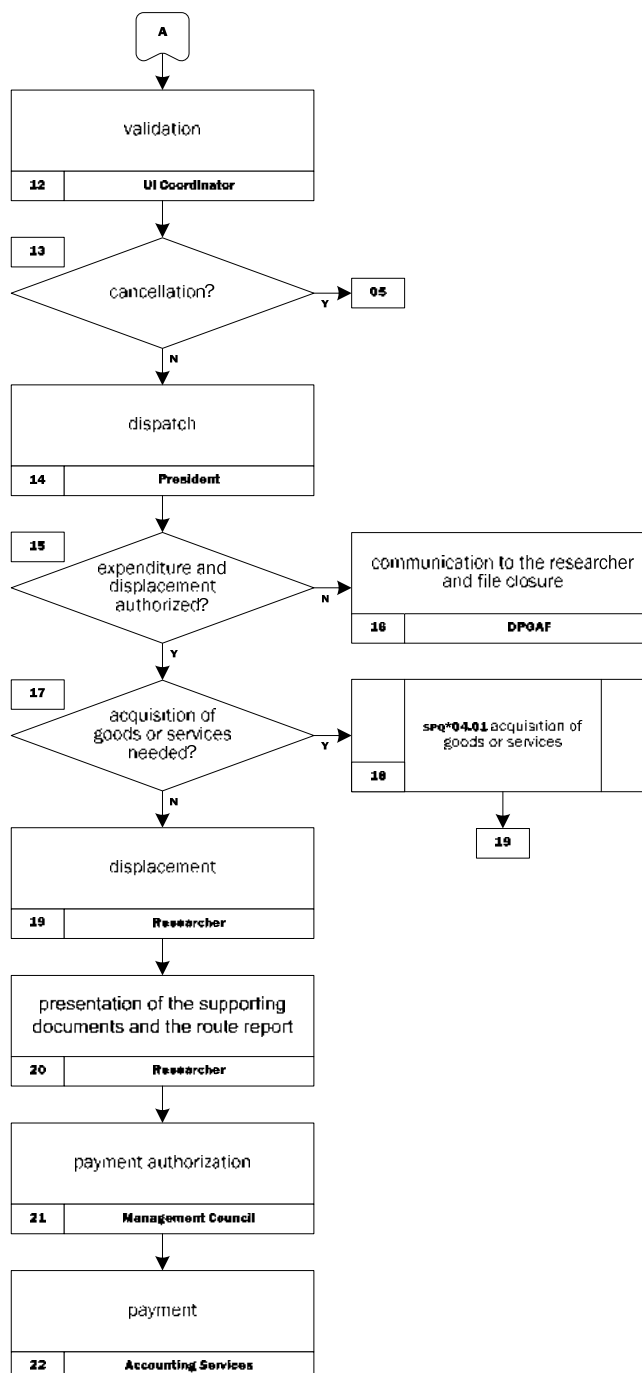 A
validation
12
UI Coordinator
13
cancellation?
Y
05
N
dispatch
14
President
15
expenditure and
displacement
authorized?
N
communication to the researcher
and file closure
16
DPGAF
Y
17
acquisition of
goods or services
needed?
Y
SPQ*04.01 acquisition of
goods or services
18
N
19
displacement
19
Researcher
presentation of the supporting
documents and the route report
20
Researcher
payment authorization
21
Management Council
payment
22
Accounting Services